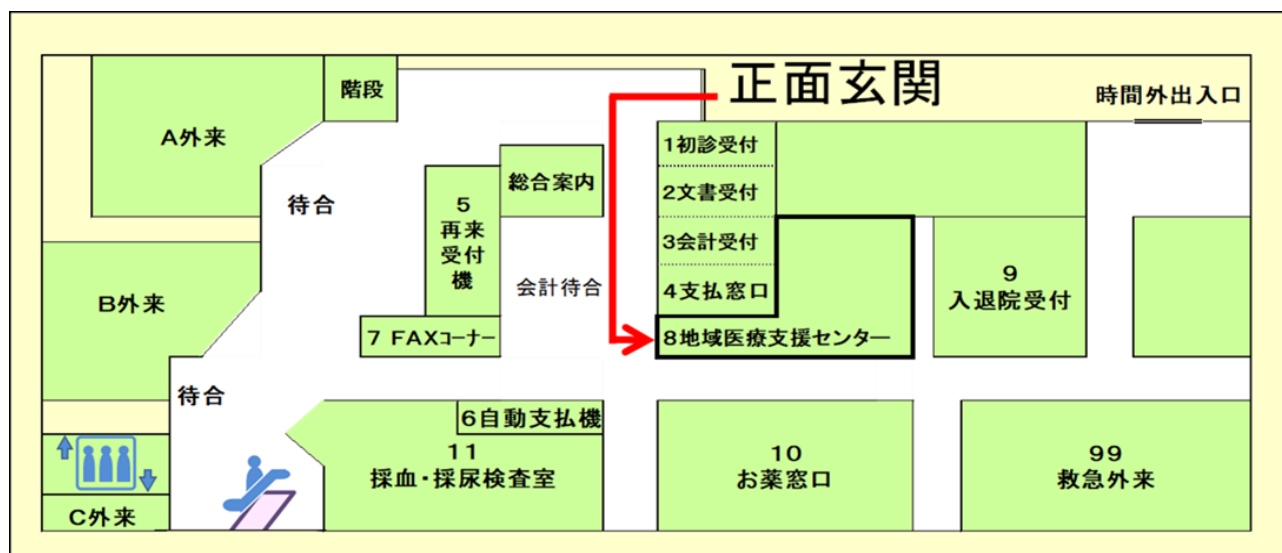 正面玄関
時間外出入口
階段
A外来
1初診受付
総合案内
2文書受付
待合
5
再来
受付
機
3会計受付
9
入退院受付
会計待合
4支払窓口
B外来
7 FAXコーナー
8地域医療支援センター
待合
6自動支払機
11
採血・採尿検査室
10
お薬窓口
99
救急外来
C外来